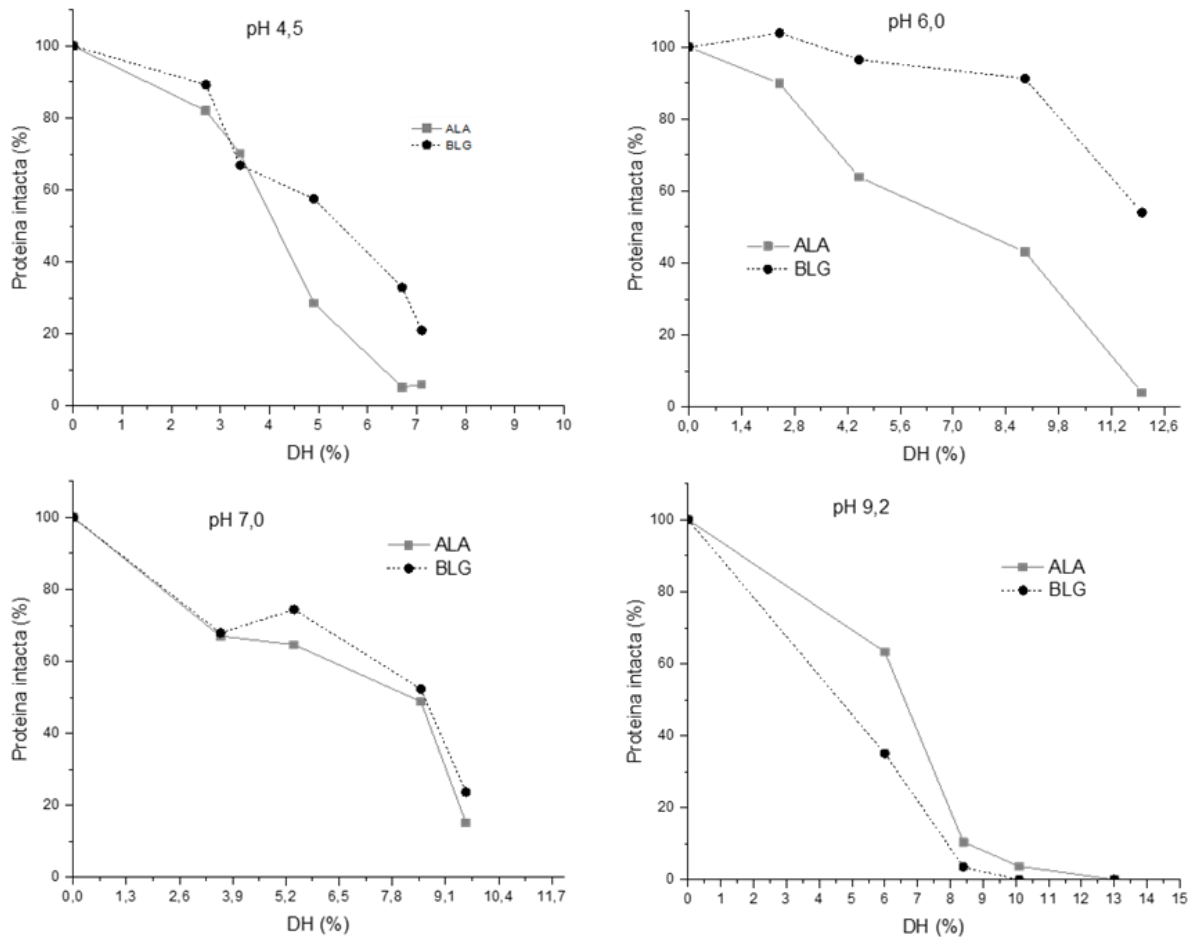 pH 4,5
ALA
BLG
Proteína intacta (%)
100
80
60
40
20
0
0 1 2 3 4 5 6 7 8 9 10
DH (%)
pH 6,0
ALA
BLG
Proteína intacta (%)
100
80
60
40
20
0
0,0 1,4 2,8 4,2 5,6 7,0 8,4 9,8 11,2 12,6
DH (%)
pH 7,0
ALA
BLG
Proteína intacta (%)
100
80
60
40
20
0
0,0 1,3 2,6 3,9 5,2 6,5 7,8 9,1 10,4 11,7
DH (%)
pH 9,2
ALA
BLG
Proteína intacta (%)
100
80
60
40
20
0
0 1 2 3 4 5 6 7 8 9 10 11 12 13 14 15
DH (%)